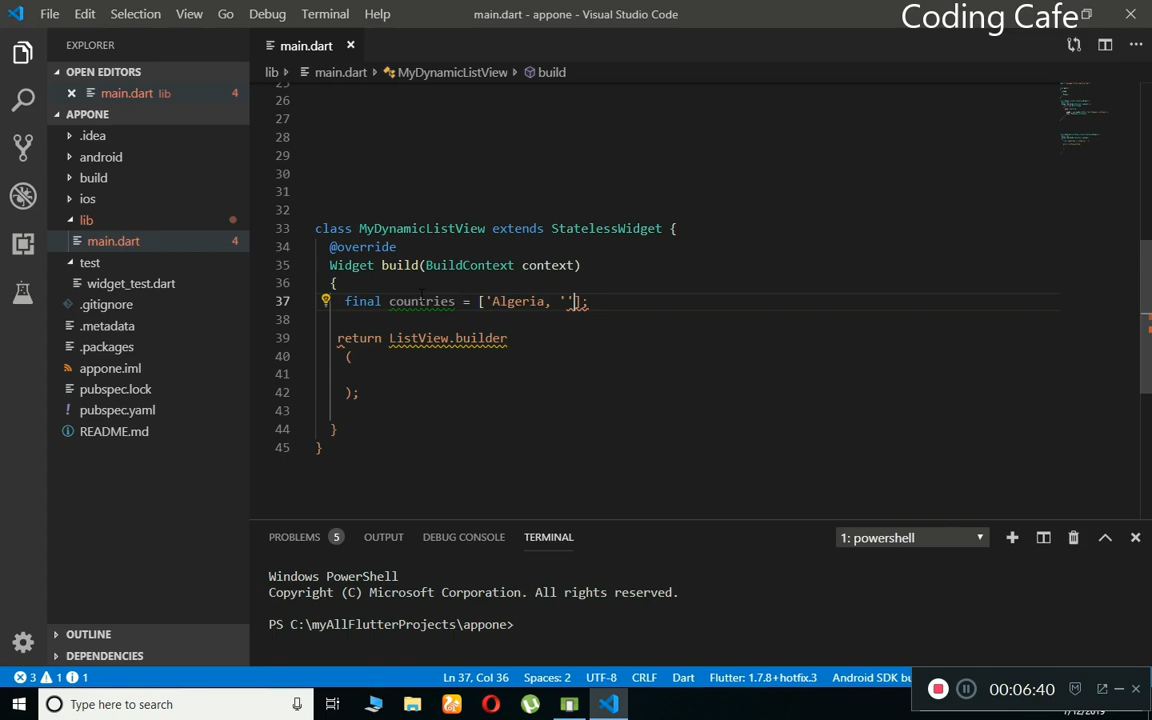 File Edit Selection View Go Debug Terminal Help main.dart - appone - Visual Studio Code
Coding Cafe
EXPLORER
main.dart
OPEN EDITORS
lib main.dart MyDynamicListView build
main.dart lib 4
APPONE
.idea
android
build
ios
lib
main.dart 4
test
widget_test.dart
.gitignore
.metadata
.packages
appone.iml
pubspec.lock
pubspec.yaml
README.md
OUTLINE
DEPENDENCIES
25
26
27
28
29
30
31
32
33 class MyDynamicListView extends StatelessWidget {
34 @override
35 Widget build(BuildContext context)
36 {
37 final countries = ['Algeria, ''];
38
39 return ListView.builder
40 (
41
42 );
43
44 }
45 }
PROBLEMS 5 OUTPUT DEBUG CONSOLE TERMINAL 1: powershell
Windows PowerShell
Copyright (C) Microsoft Corporation. All rights reserved.
PS C:\myAllFlutterProjects\appone>
3 1 1 Ln 37, Col 36 Spaces: 2 UTF-8 CRLF Dart Flutter: 1.7.8+hotfix.3 Android SDK bu
00:06:40
Type here to search
7/12/2019